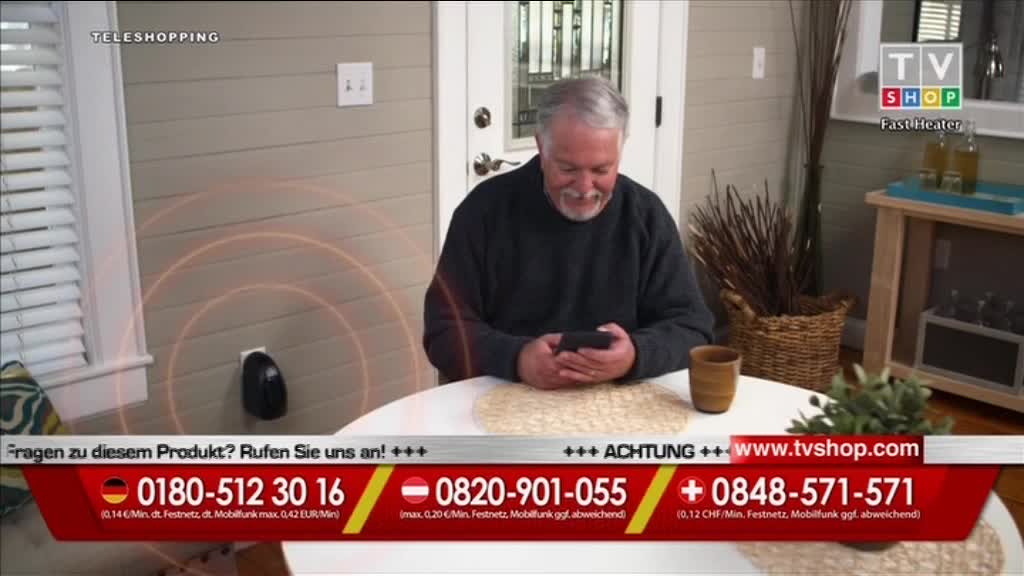 TELESHOPPING
TV
SHOP
Fast Heater
Fragen zu diesem Produkt? Rufen Sie uns an! +++ +++ ACHTUNG +++
www.tvshop.com
0180-512 30 16 0820-901-055 0848-571-571
(0,14 €/Min. dt. Festnetz, dt. Mobilfunk max. 0,42 EUR/Min) (max. 0,20 €/Min. Festnetz, Mobilfunk ggf. abweichend) (0,12 CHF/Min. Festnetz, Mobilfunk ggf. abweichend)